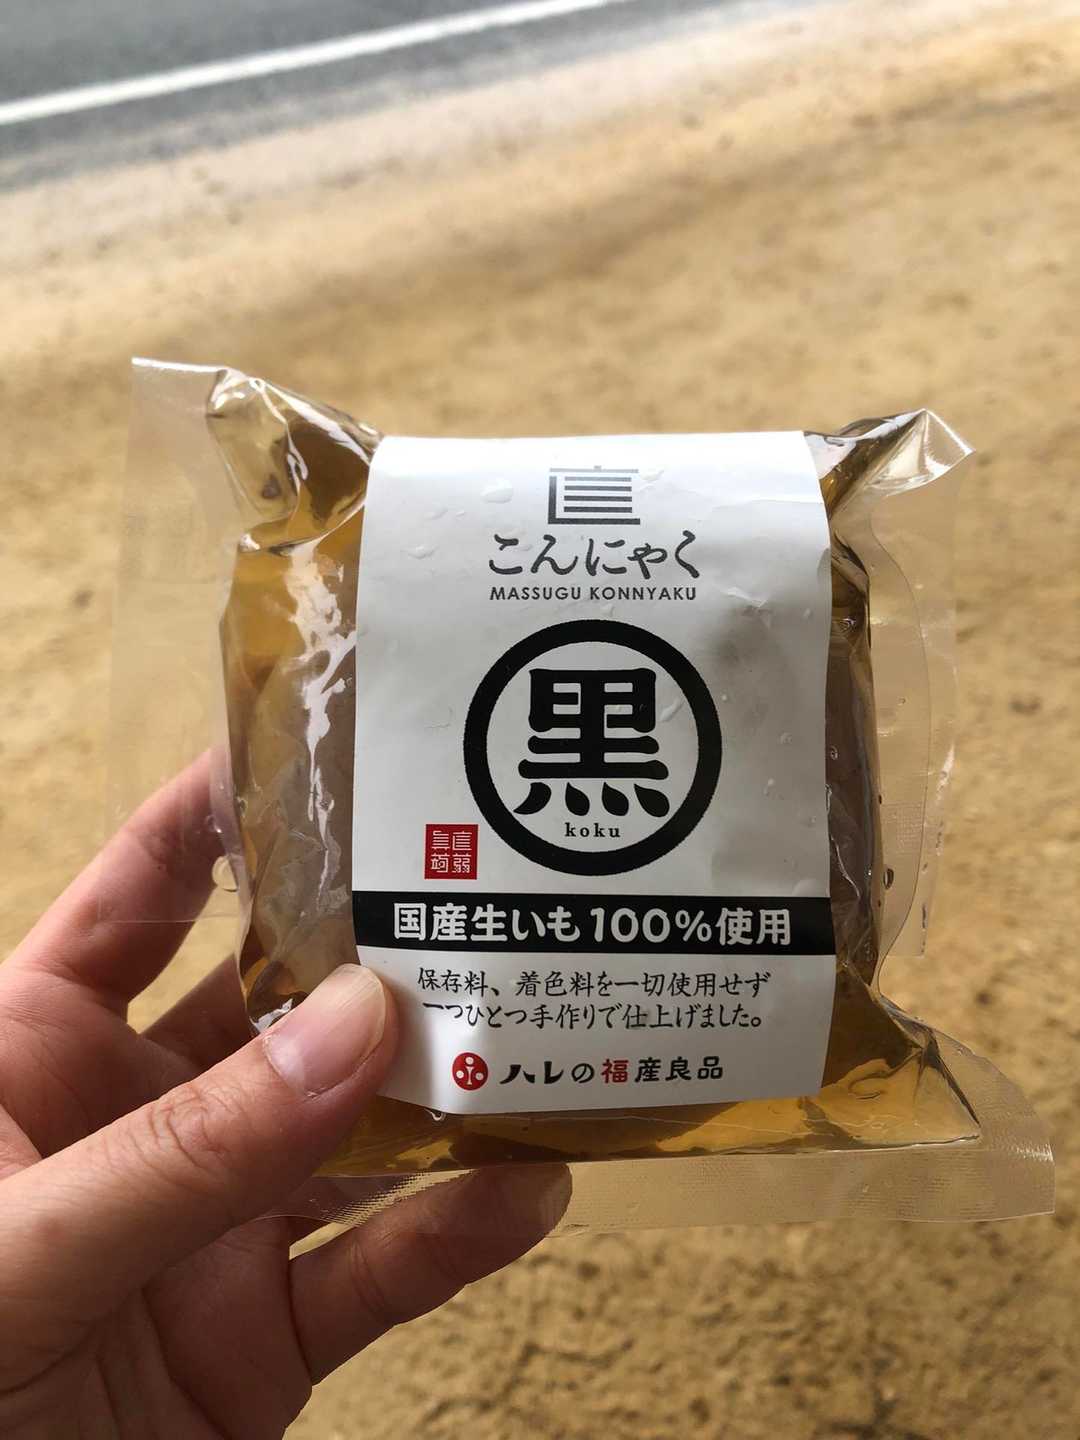 直
こんにゃく
MASSUGU KONNYAKU
黒
koku
国産生いも100%使用
保存料、着色料を一切使用せず
一つひとつ手作りで仕上げました。
ハレの福産良品